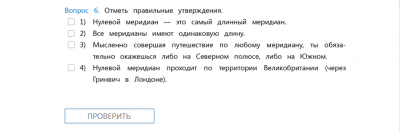 Вопрос 6. Отметь правильные утверждения.
1) Нулевой меридиан — это самый длинный меридиан.
2) Все меридианы имеют одинаковую длину.
3) Мысленно совершая путешествие по любому меридиану, ты обяза-
тельно окажешься либо на Северном полюсе, либо на Южном.
4) Нулевой меридиан проходит по территории Великобритании (через
Гринвич в Лондоне).
ПРОВЕРИТЬ